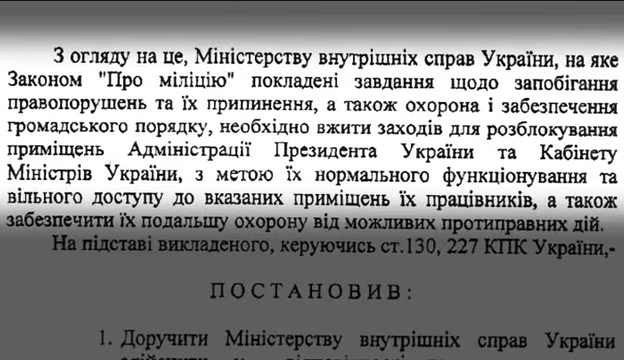 З огляду на це, Міністерству внутрішніх справ України, на яке
Законом "Про міліцію" покладені завдання щодо запобігання
правопорушень та їх припинення, а також охорона і забезпечення
громадського порядку, необхідно вжити заходів для розблокування
приміщень Адміністрації Президента України та Кабінету
Міністрів України, з метою їх нормального функціонування та
вільного доступу до вказаних приміщень їх працівників, а також
забезпечити їх подальшу охорону від можливих протиправних дій.
На підставі викладеного, керуючись ст.130, 227 КПК України,-
ПОСТАНОВИВ:
1. Доручити Міністерству внутрішніх справ України